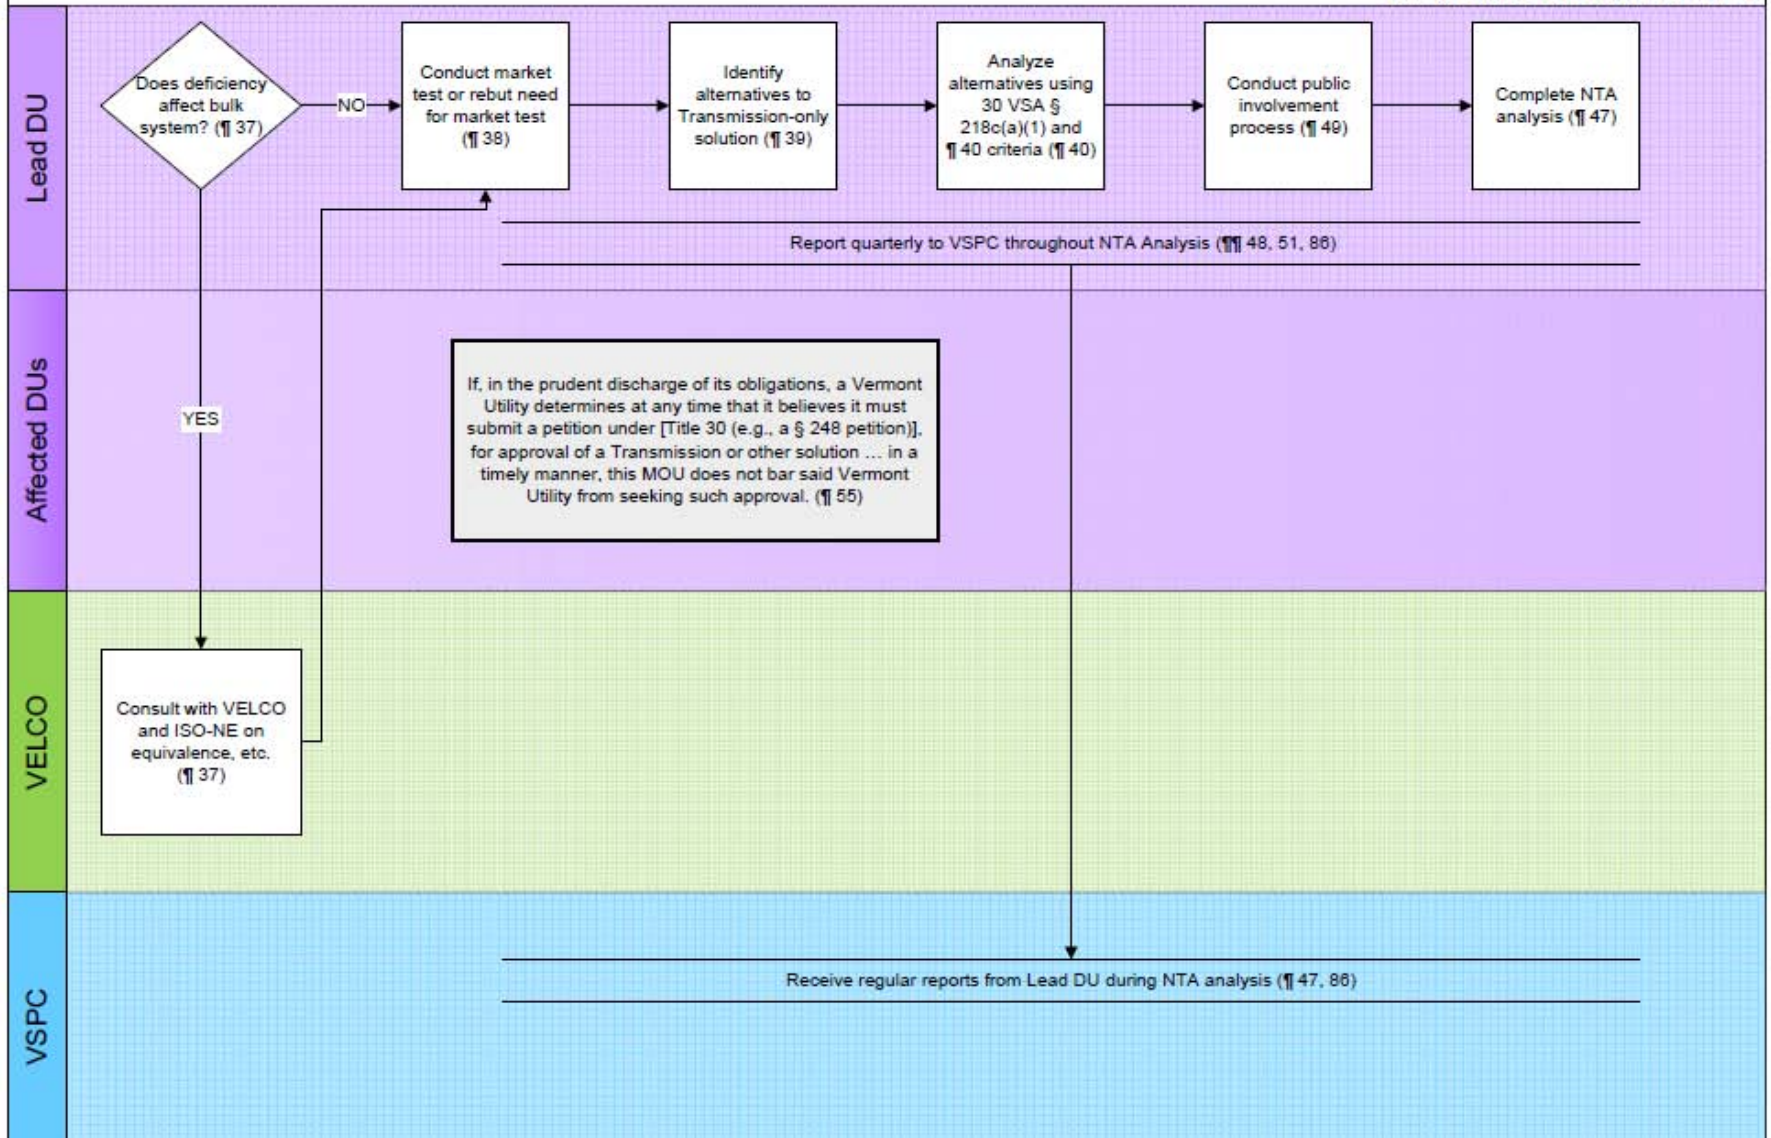 Lead DU
Does deficiency
affect bulk
system? (¶ 37)
NO
Conduct market
test or rebut need
for market test
(¶ 38)
Identify
alternatives to
Transmission-only
solution (¶ 39)
Analyze
alternatives using
30 VSA §
218c(a)(1) and
¶ 40 criteria (¶ 40)
Conduct public
involvement
process (¶ 49)
Complete NTA
analysis (¶ 47)
Report quarterly to VSPC throughout NTA Analysis (¶¶ 48, 51, 86)
Affected DUs
YES
If, in the prudent discharge of its obligations, a Vermont
Utility determines at any time that it believes it must
submit a petition under [Title 30 (e.g., a § 248 petition)],
for approval of a Transmission or other solution … in a
timely manner, this MOU does not bar said Vermont
Utility from seeking such approval. (¶ 55)
VELCO
Consult with VELCO
and ISO-NE on
equivalence, etc.
(¶ 37)
VSPC
Receive regular reports from Lead DU during NTA analysis (¶ 47, 86)